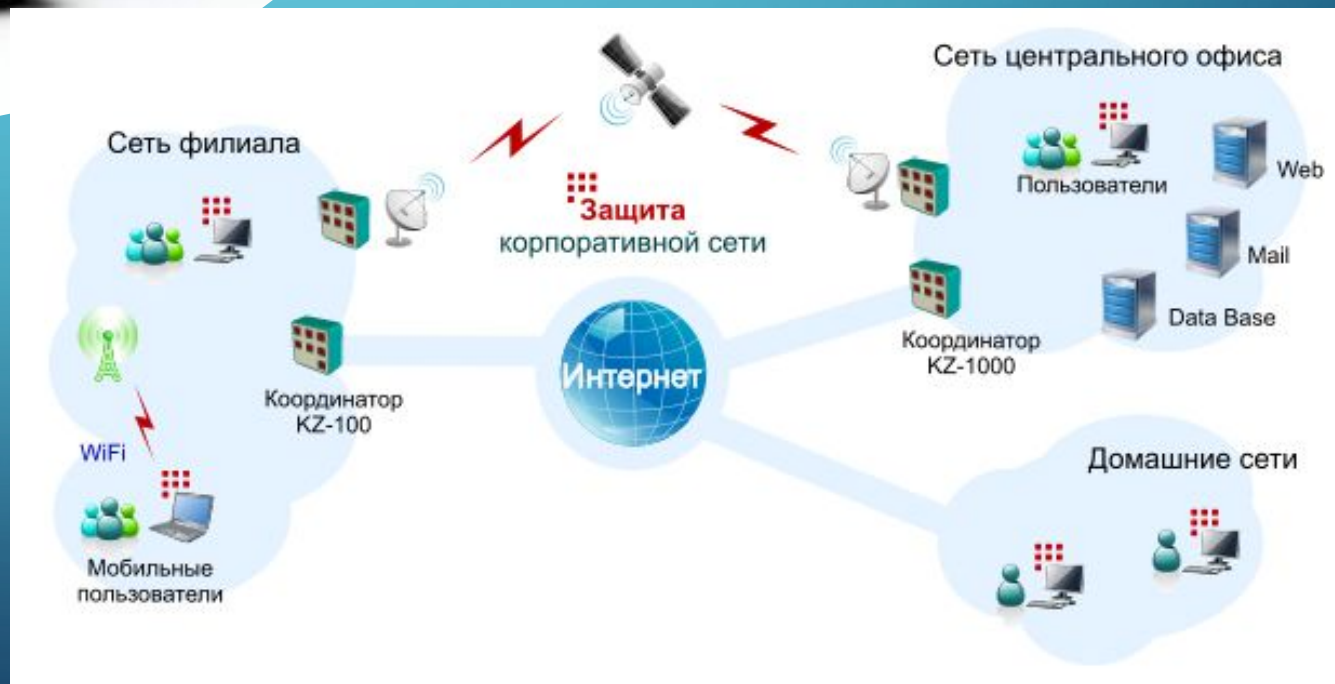 Сеть филиала
Сеть центрального офиса
Пользователи
Web
Защита
корпоративной сети
Mail
Data Base
Координатор
KZ-1000
Интернет
Координатор
KZ-100
WiFi
Домашние сети
Мобильные
пользователи